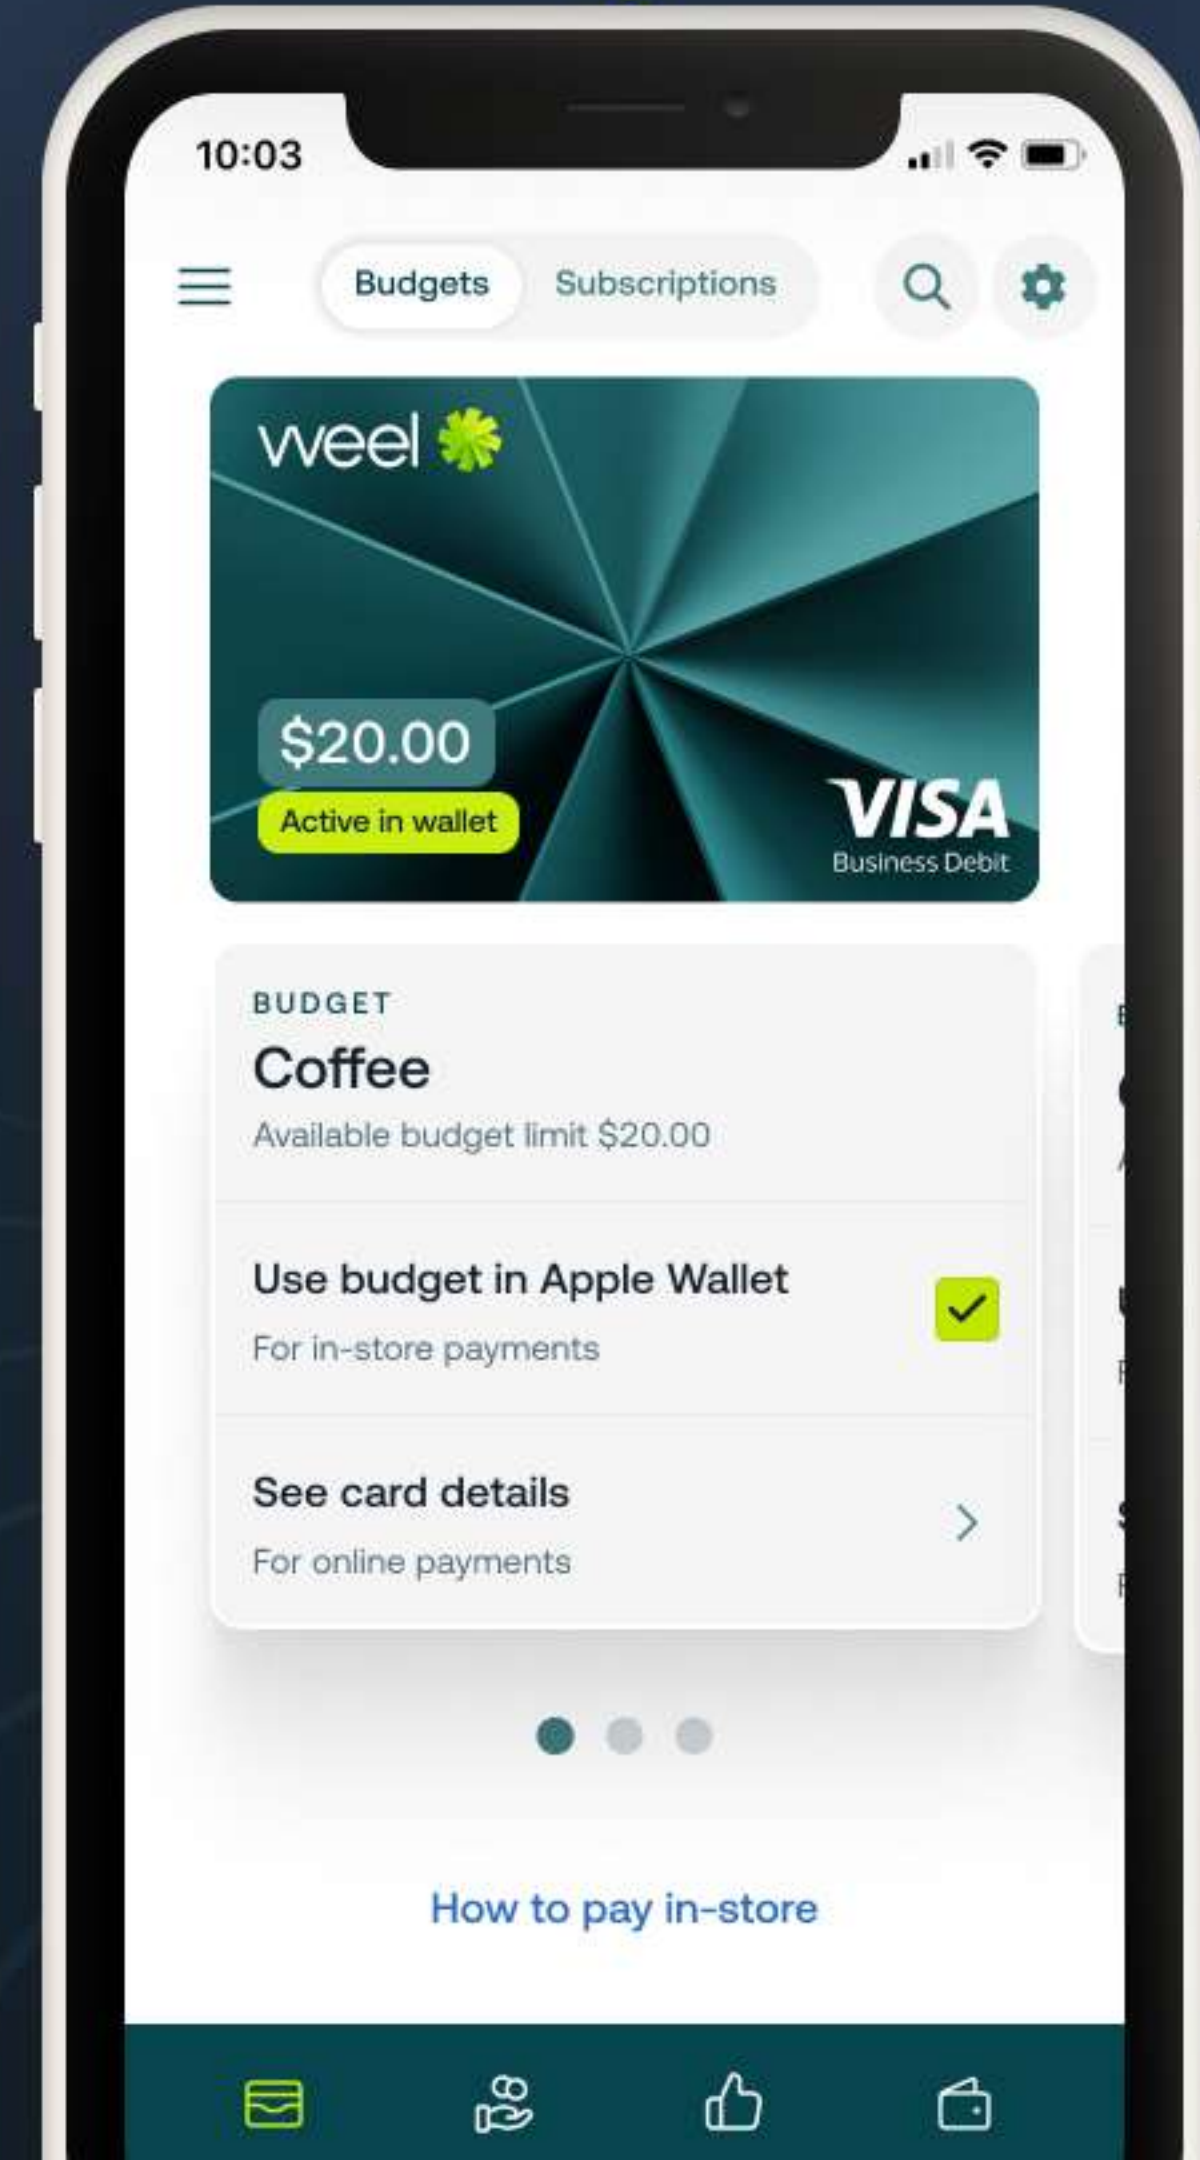 10:03
Budgets Subscriptions
weel
$20.00
Active in wallet
VISA
Business Debit
BUDGET
Coffee
Available budget limit $20.00
Use budget in Apple Wallet
For in-store payments
See card details
For online payments
How to pay in-store